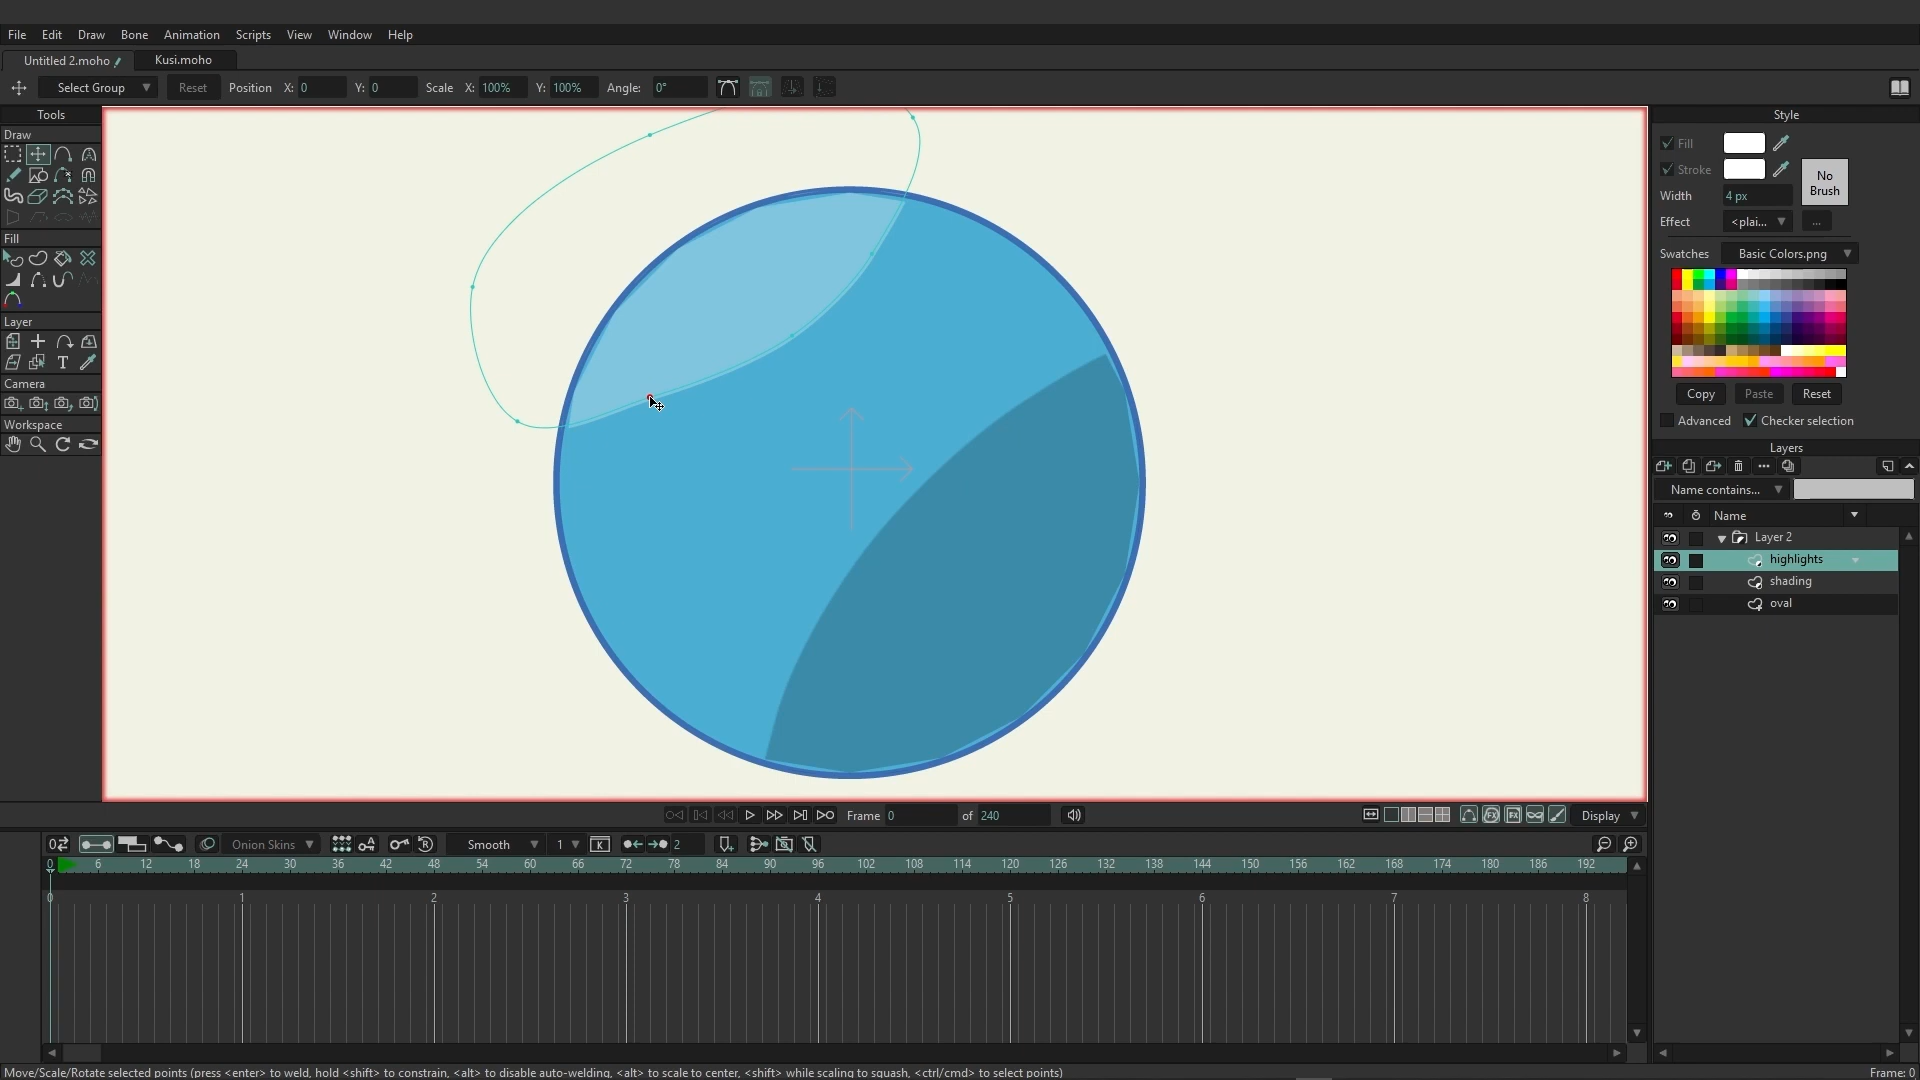 File Edit Draw Bone Animation Scripts View Window Help
Untitled 2.moho Kusi.moho
Select Group Reset Position X: 0 Y: 0 Scale X: 100% Y: 100% Angle: 0°
Tools
Draw
Fill
Layer
T
Camera
Workspace
Style
Fill
Stroke
No Brush
Width 4 px
Effect <plai... ...
Swatches Basic Colors.png
Copy Paste Reset
Advanced Checker selection
Layers
Name contains...
Name
Layer 2
highlights
shading
oval
Frame 0 of 240
Display
Onion Skins Smooth 1 K 2
0 6 12 18 24 30 36 42 48 54 60 66 72 78 84 90 96 102 108 114 120 126 132 138 144 150 156 162 168 174 180 186 192
0 1 2 3 4 5 6 7 8
Move/Scale/Rotate selected points (press <enter> to weld, hold <shift> to constrain, <alt> to disable auto-welding, <alt> to scale to center, <shift> while scaling to squash, <ctrl/cmd> to select points)
Frame: 0